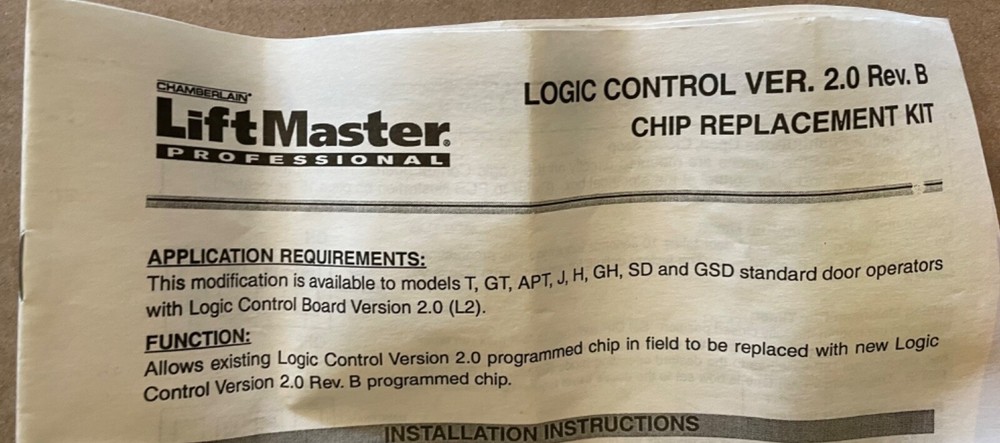 CHAMBERLAIN®
LiftMaster®
PROFESSIONAL
LOGIC CONTROL VER. 2.0 Rev. B
CHIP REPLACEMENT KIT
APPLICATION REQUIREMENTS:
This modification is available to models T, GT, APT, J, H, GH, SD and GSD standard door operators
with Logic Control Board Version 2.0 (L2).
FUNCTION:
Allows existing Logic Control Version 2.0 programmed chip in field to be replaced with new Logic
Control Version 2.0 Rev. B programmed chip.
INSTALLATION INSTRUCTIONS